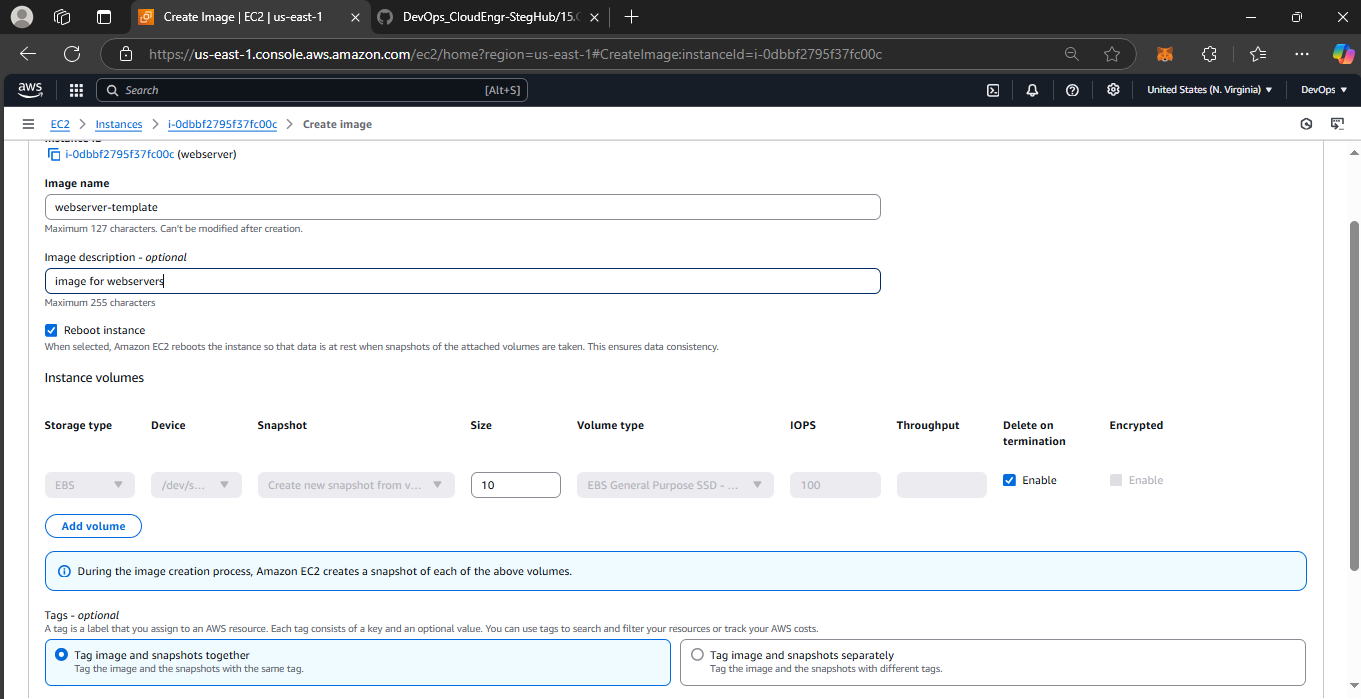 Create Image | EC2 | us-east-1
DevOps_CloudEngr-StegHub/15.
https://us-east-1.console.aws.amazon.com/ec2/home?region=us-east-1#CreateImage:instanceId=i-0dbbf2795f37fc00c
aws
Search [Alt+S]
United States (N. Virginia)
DevOps
EC2 > Instances > i-0dbbf2795f37fc00c > Create image
i-0dbbf2795f37fc00c (webserver)
Image name
webserver-template
Maximum 127 characters. Can't be modified after creation.
Image description - optional
image for webservers
Maximum 255 characters
Reboot instance
When selected, Amazon EC2 reboots the instance so that data is at rest when snapshots of the attached volumes are taken. This ensures data consistency.
Instance volumes
Storage type Device Snapshot Size Volume type IOPS Throughput Delete on termination Encrypted
EBS /dev/s... Create new snapshot from v... 10 EBS General Purpose SSD - ... 100 Enable Enable
Add volume
During the image creation process, Amazon EC2 creates a snapshot of each of the above volumes.
Tags - optional
A tag is a label that you assign to an AWS resource. Each tag consists of a key and an optional value. You can use tags to search and filter your resources or track your AWS costs.
Tag image and snapshots together
Tag the image and the snapshots with the same tag.
Tag image and snapshots separately
Tag the image and the snapshots with different tags.